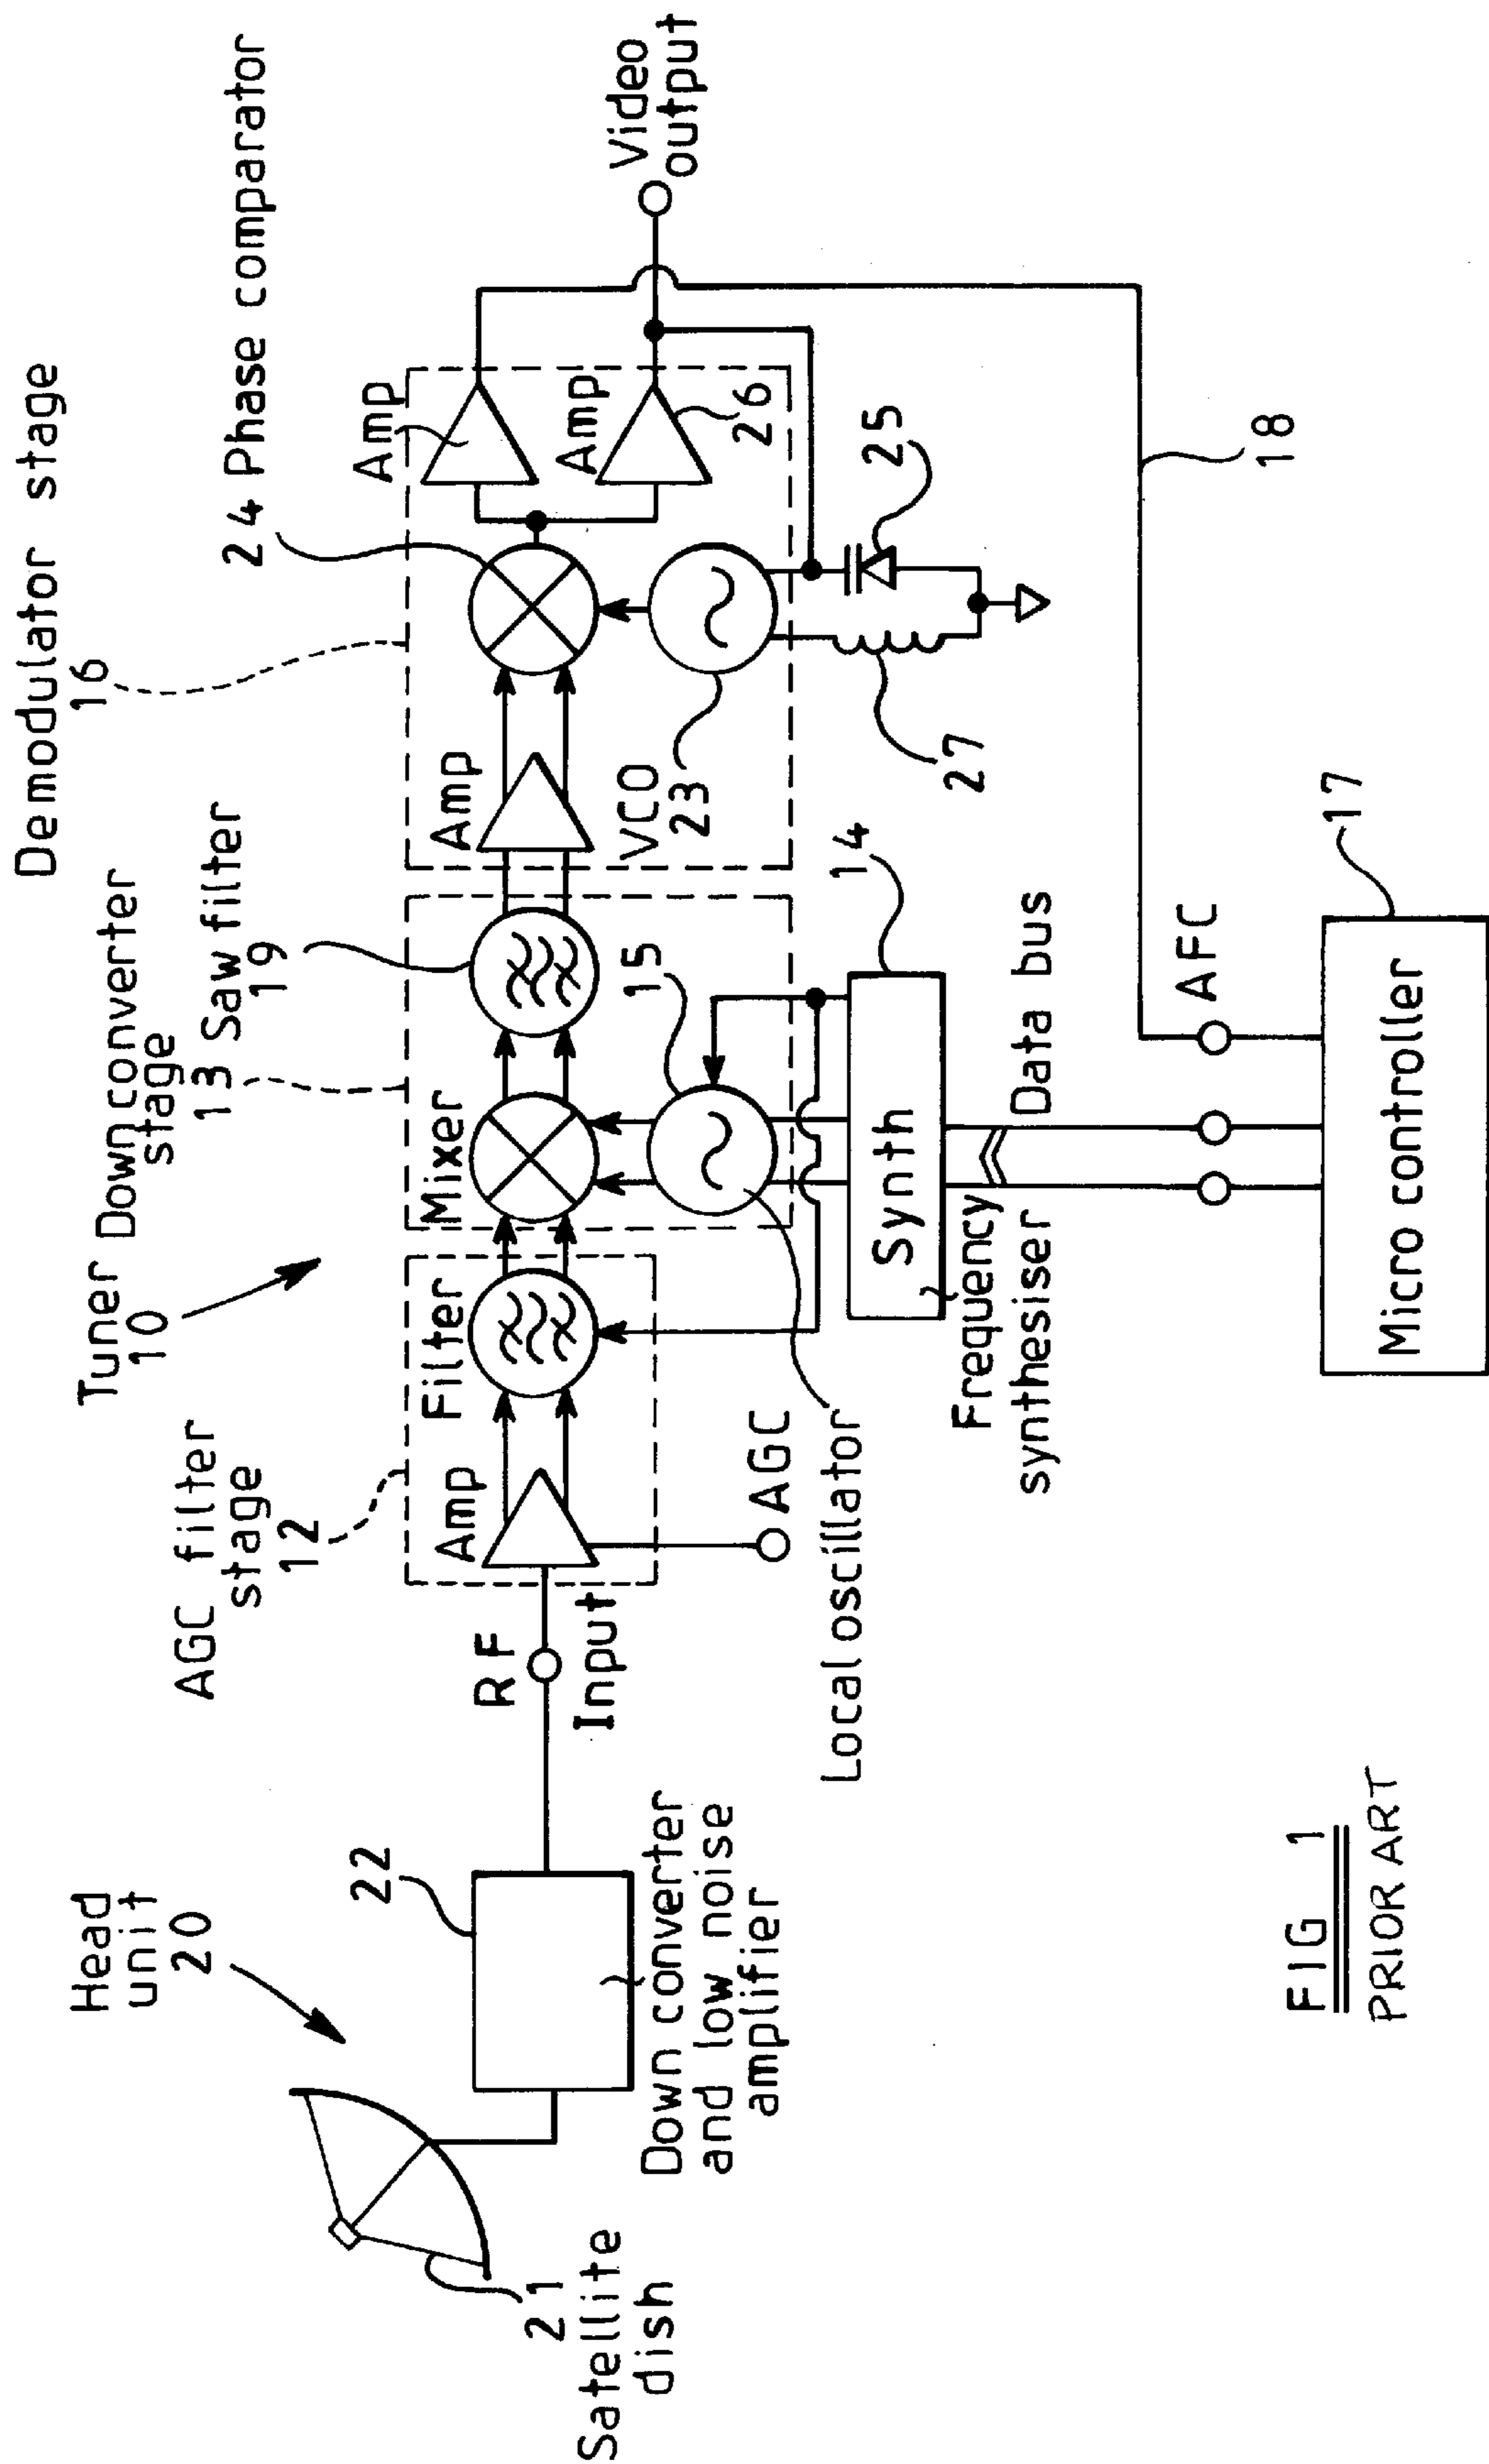 Demodulator stage
16
24 Phase comparator
Tuner
10
Down converter
stage
13
Saw filter
19
AGC filter
stage
12
Head
unit
20
22
Satellite
dish
21
Down converter
and low noise
amplifier
RF
Input
Amp
Filter
Mixer
Amp
Amp
Amp
26
Video
output
VCO
23
15
AGC
Local oscillator
25
27
14
Synth
Frequency
synthesiser
Data bus
AFC
18
17
Micro controller
FIG 1
PRIOR ART